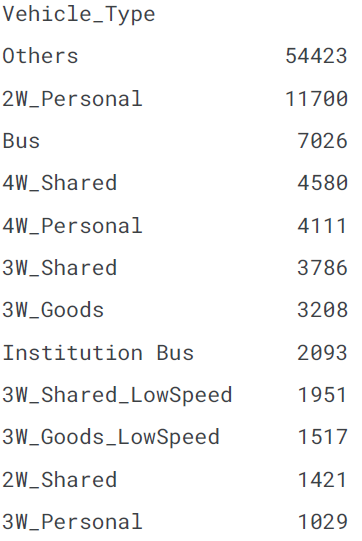 Vehicle_Type
Others 54423
2W_Personal 11700
Bus 7026
4W_Shared 4580
4W_Personal 4111
3W_Shared 3786
3W_Goods 3208
Institution Bus 2093
3W_Shared_LowSpeed 1951
3W_Goods_LowSpeed 1517
2W_Shared 1421
3W_Personal 1029